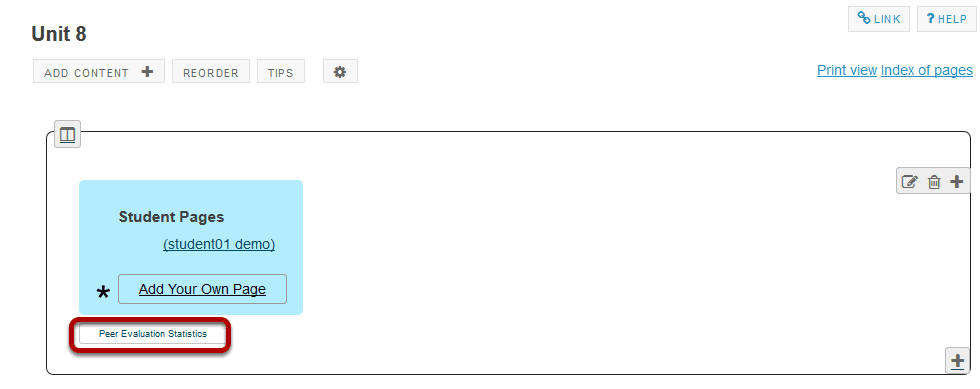 LINK
? HELP
Unit 8
ADD CONTENT +
REORDER
TIPS
Print view Index of pages
Student Pages
(student01 demo)
* Add Your Own Page
Peer Evaluation Statistics